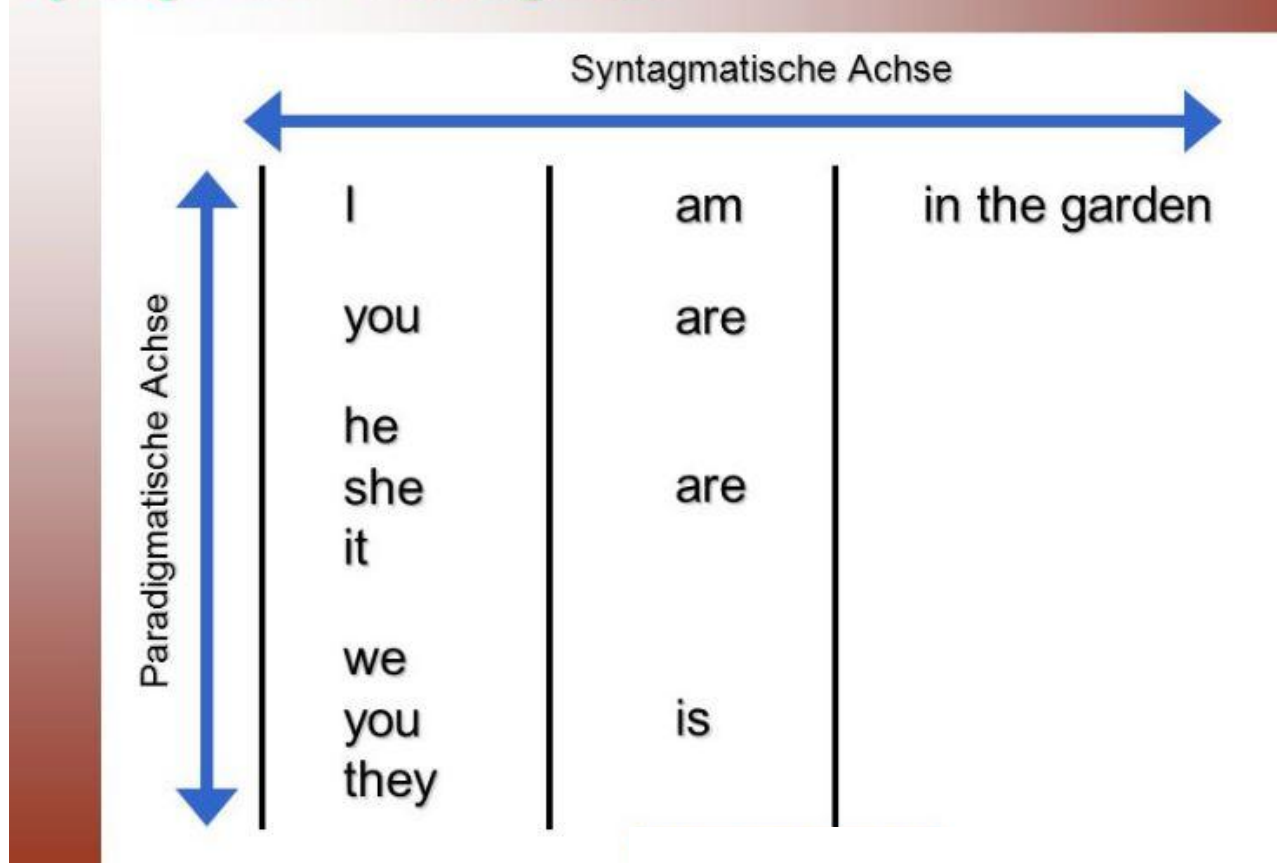 Syntagmatische Achse
Paradigmatische Achse
I am in the garden
you are
he
she are
it
we
you is
they